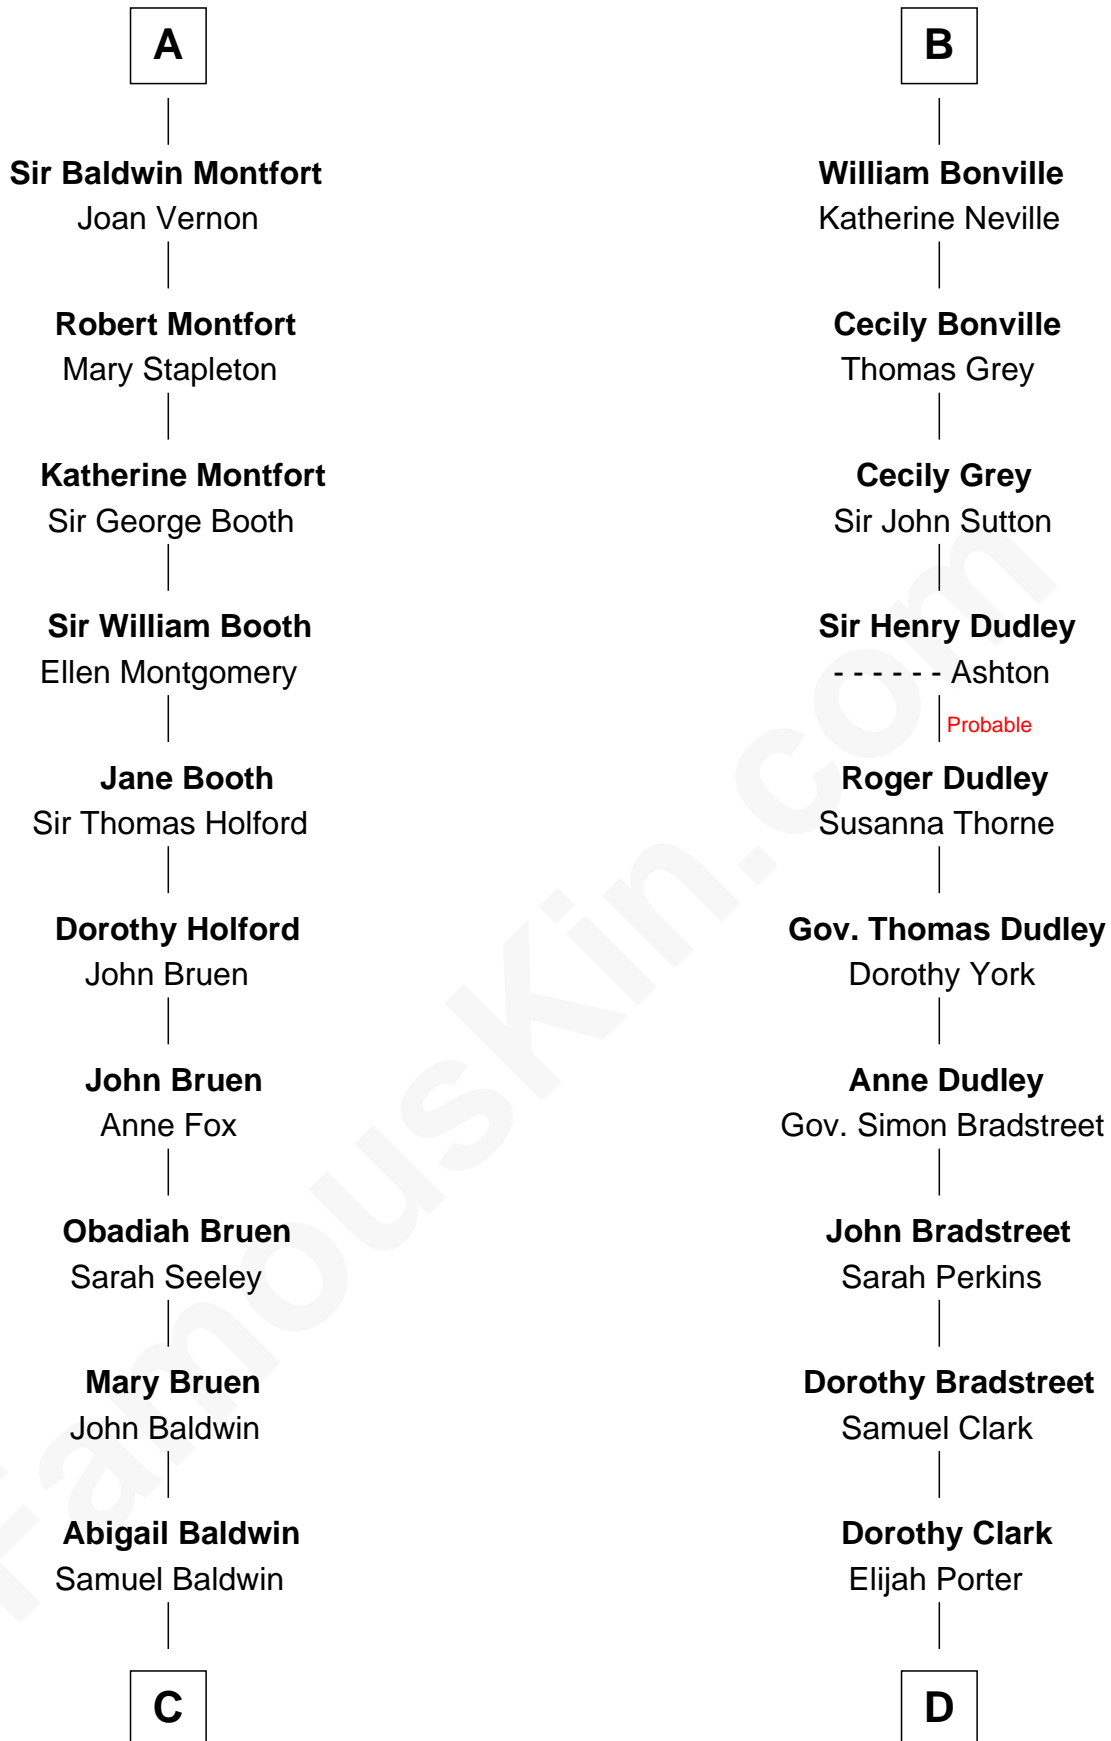 A
Sir Baldwin Montfort
Joan Vernon
Robert Montfort
Mary Stapleton
Katherine Montfort
Sir George Booth
Sir William Booth
Ellen Montgomery
Jane Booth
Sir Thomas Holford
Dorothy Holford
John Bruen
John Bruen
Anne Fox
Obadiah Bruen
Sarah Seeley
Mary Bruen
John Baldwin
Abigail Baldwin
Samuel Baldwin
C
B
William Bonville
Katherine Neville
Cecily Bonville
Thomas Grey
Cecily Grey
Sir John Sutton
Sir Henry Dudley
- - - - - - Ashton
Probable
Roger Dudley
Susanna Thorne
Gov. Thomas Dudley
Dorothy York
Anne Dudley
Gov. Simon Bradstreet
John Bradstreet
Sarah Perkins
Dorothy Bradstreet
Samuel Clark
Dorothy Clark
Elijah Porter
D
FamousKin.com